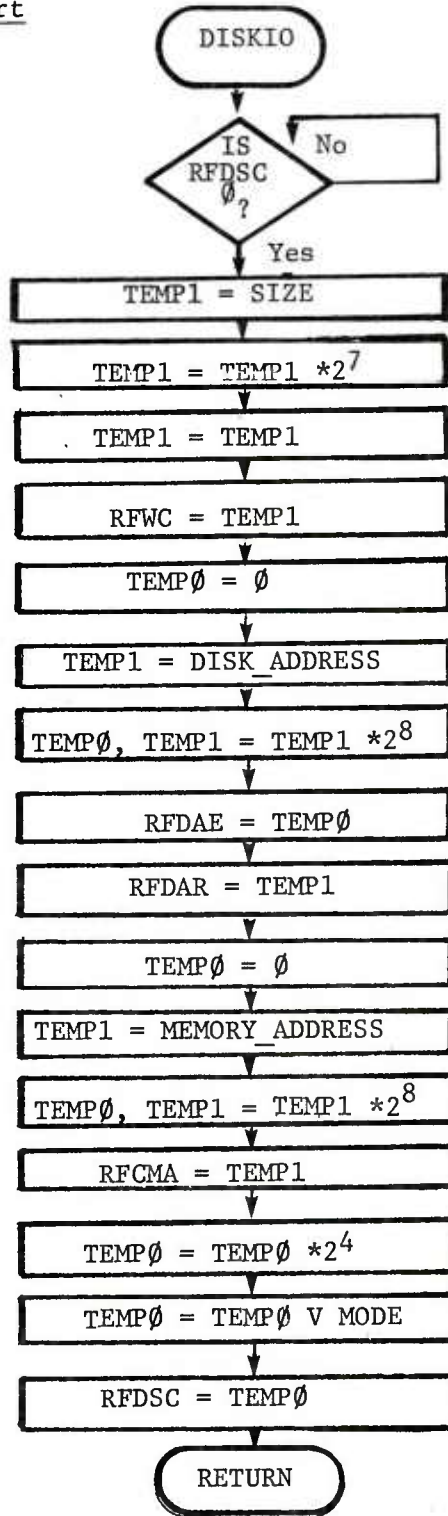 rt
DISKIO
IS
RFDSC
Ø
?
No
Yes
TEMP1 = SIZE
TEMP1 = TEMP1 *2⁷
TEMP1 = TEMP1
RFWC = TEMP1
TEMPØ = Ø
TEMP1 = DISK_ADDRESS
TEMPØ, TEMP1 = TEMP1 *2⁸
RFDAE = TEMPØ
RFDAR = TEMP1
TEMPØ = Ø
TEMP1 = MEMORY_ADDRESS
TEMPØ, TEMP1 = TEMP1 *2⁸
RFCMA = TEMP1
TEMPØ = TEMPØ *2⁴
TEMPØ = TEMPØ V MODE
RFDSC = TEMPØ
RETURN